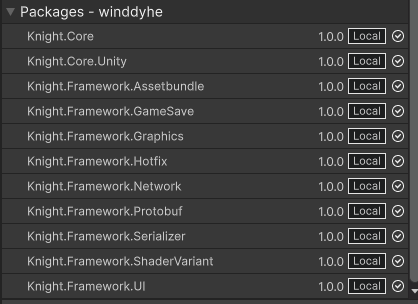 Packages - winddyhe
Knight.Core 1.0.0 Local
Knight.Core.Unity 1.0.0 Local
Knight.Framework.Assetbundle 1.0.0 Local
Knight.Framework.GameSave 1.0.0 Local
Knight.Framework.Graphics 1.0.0 Local
Knight.Framework.Hotfix 1.0.0 Local
Knight.Framework.Network 1.0.0 Local
Knight.Framework.Protobuf 1.0.0 Local
Knight.Framework.Serializer 1.0.0 Local
Knight.Framework.ShaderVariant 1.0.0 Local
Knight.Framework.UI 1.0.0 Local